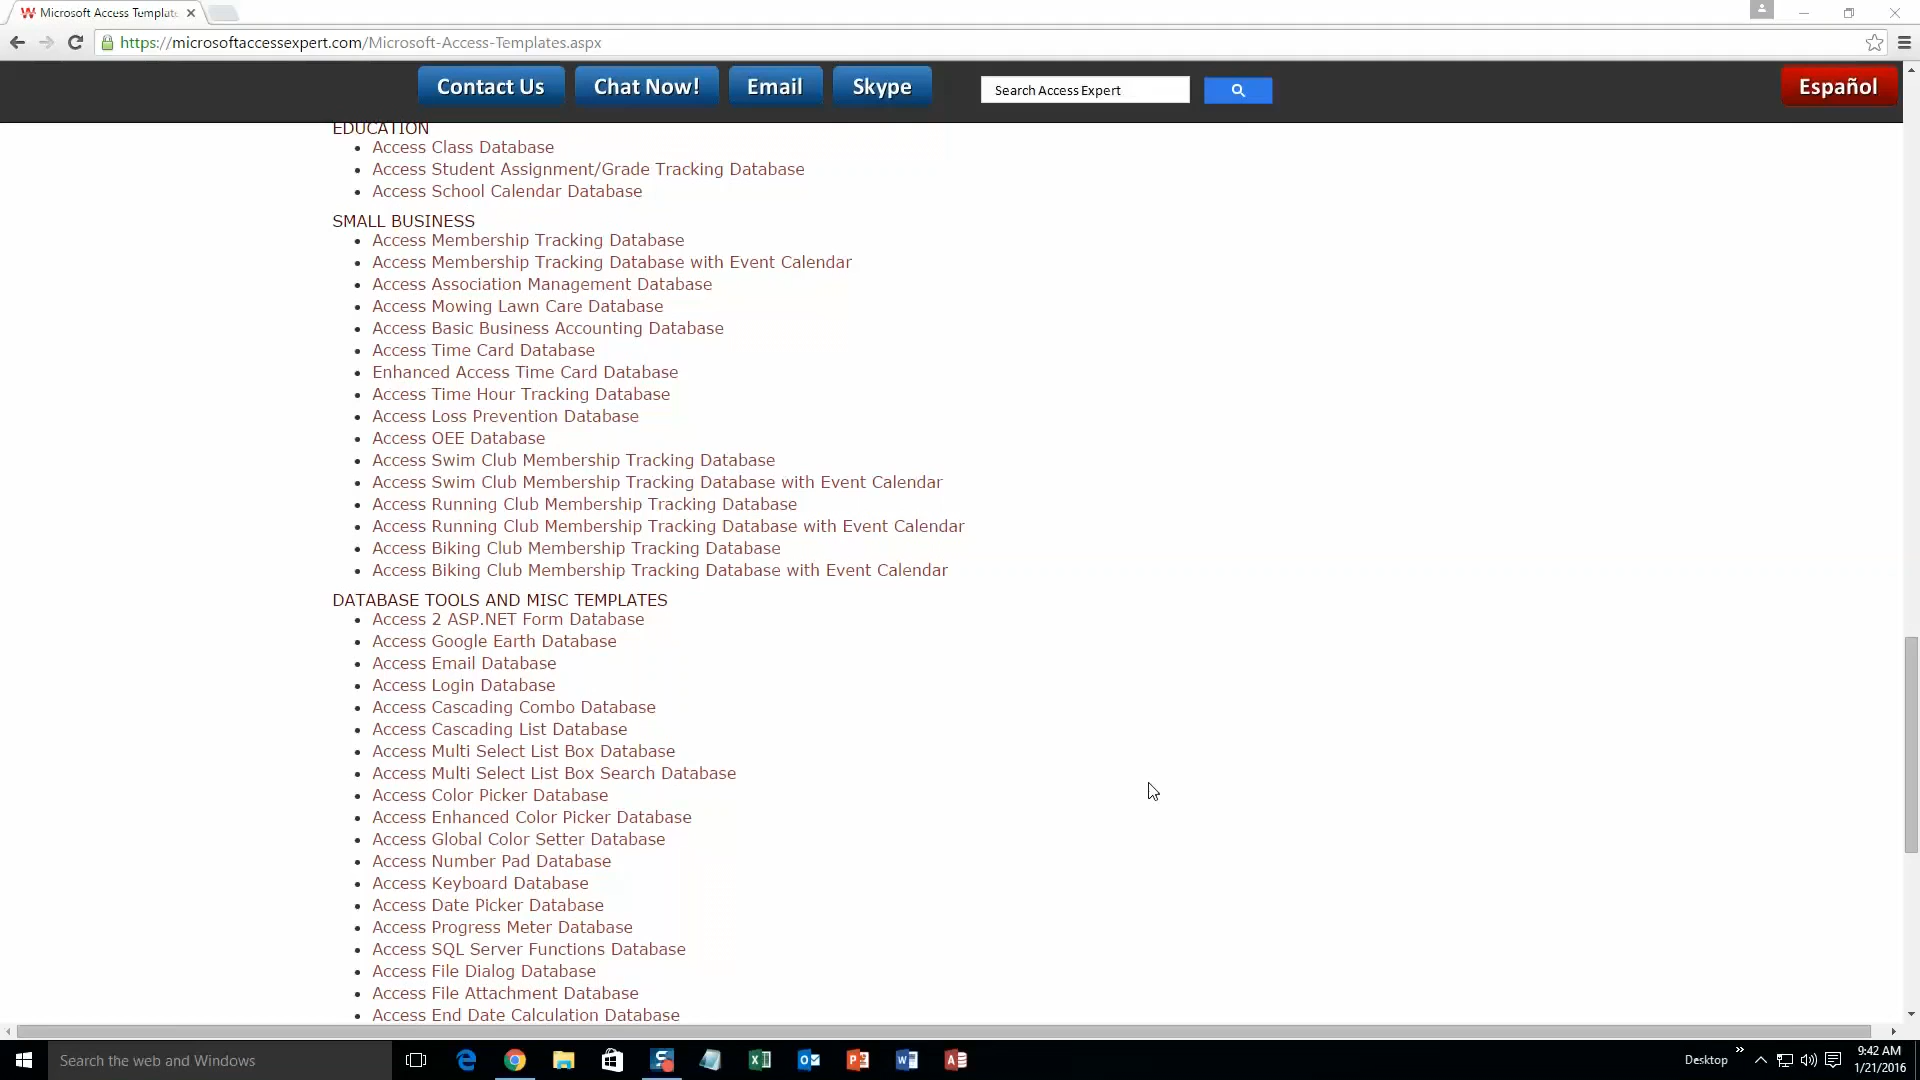 Microsoft Access Templat
https://microsoftaccessexpert.com/Microsoft-Access-Templates.aspx
Contact Us
Chat Now!
Email
Skype
Search Access Expert
Español
EDUCATION
Access Class Database
Access Student Assignment/Grade Tracking Database
Access School Calendar Database
SMALL BUSINESS
Access Membership Tracking Database
Access Membership Tracking Database with Event Calendar
Access Association Management Database
Access Mowing Lawn Care Database
Access Basic Business Accounting Database
Access Time Card Database
Enhanced Access Time Card Database
Access Time Hour Tracking Database
Access Loss Prevention Database
Access OEE Database
Access Swim Club Membership Tracking Database
Access Swim Club Membership Tracking Database with Event Calendar
Access Running Club Membership Tracking Database
Access Running Club Membership Tracking Database with Event Calendar
Access Biking Club Membership Tracking Database
Access Biking Club Membership Tracking Database with Event Calendar
DATABASE TOOLS AND MISC TEMPLATES
Access 2 ASP.NET Form Database
Access Google Earth Database
Access Email Database
Access Login Database
Access Cascading Combo Database
Access Cascading List Database
Access Multi Select List Box Database
Access Multi Select List Box Search Database
Access Color Picker Database
Access Enhanced Color Picker Database
Access Global Color Setter Database
Access Number Pad Database
Access Keyboard Database
Access Date Picker Database
Access Progress Meter Database
Access SQL Server Functions Database
Access File Dialog Database
Access File Attachment Database
Access End Date Calculation Database
Search the web and Windows
Desktop
9:42 AM
1/21/2016